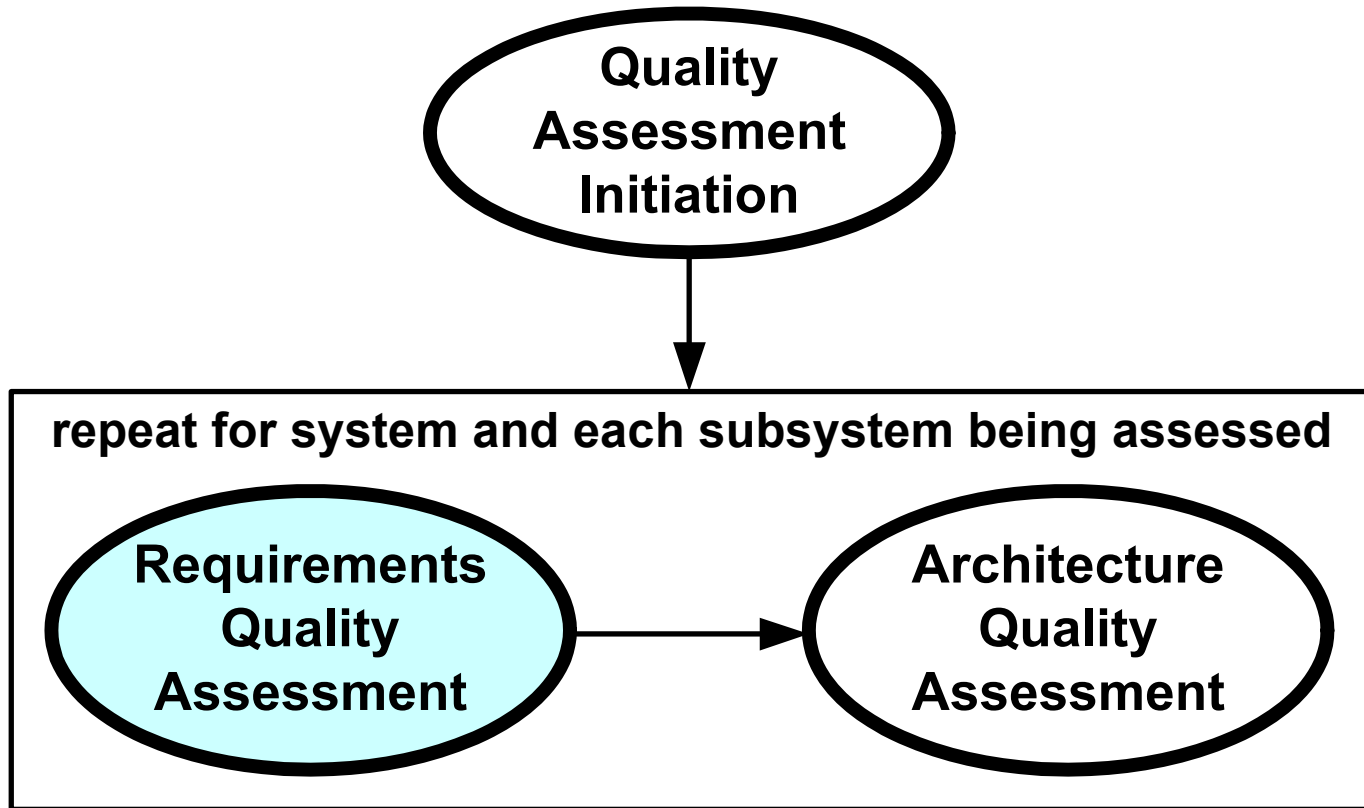 Quality
Assessment
Initiation
repeat for system and each subsystem being assessed
Requirements
Quality
Assessment
Architecture
Quality
Assessment